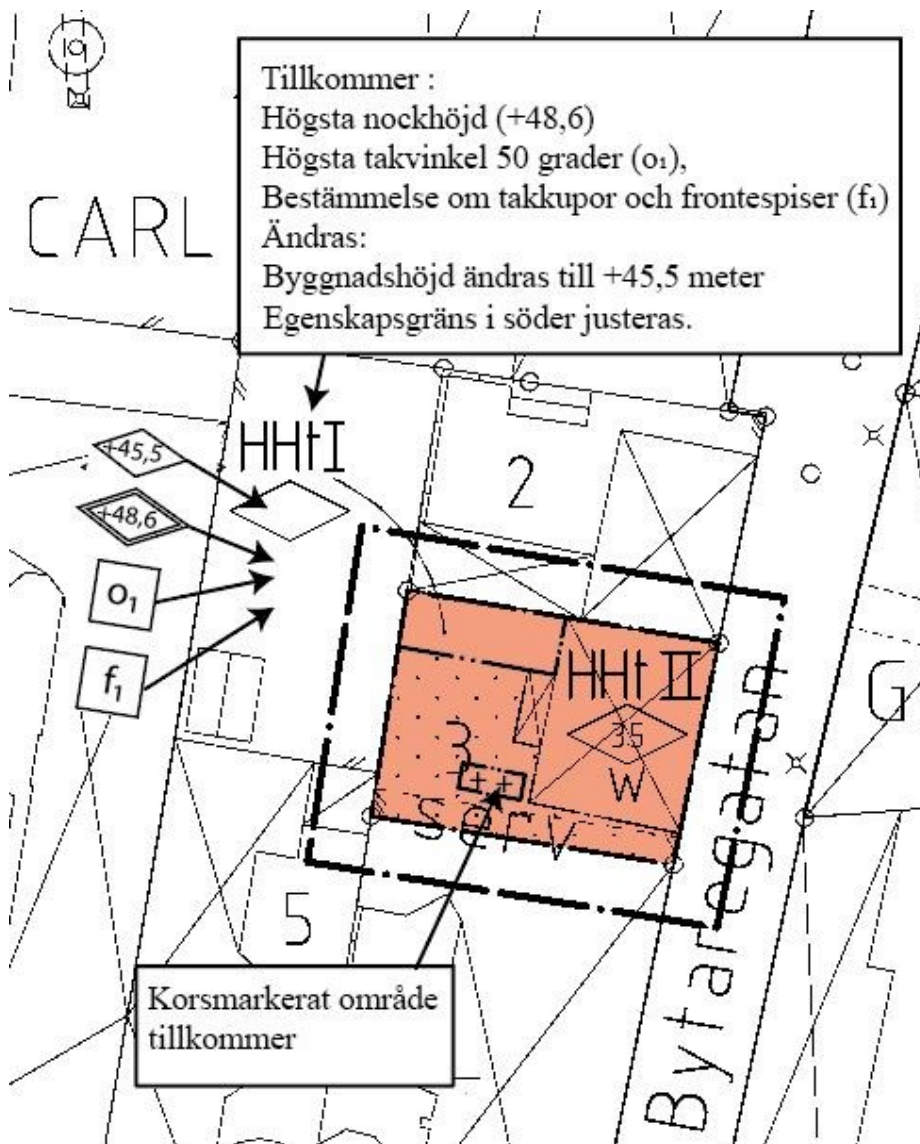 Tillkommer :
Högsta nockhöjd (+48,6)
Högsta takvinkel 50 grader (o₁),
Bestämmelse om takkupor och frontespiser (f₁)
Ändras:
Byggnadshöjd ändras till +45,5 meter
Egenskapsgräns i söder justeras.
CARL
HHtI
+45,5
+48,6
o₁
f₁
2
HHt II
3.5
W
3
serv
G
5
Bytaregatan
Korsmarkerat område
tillkommer